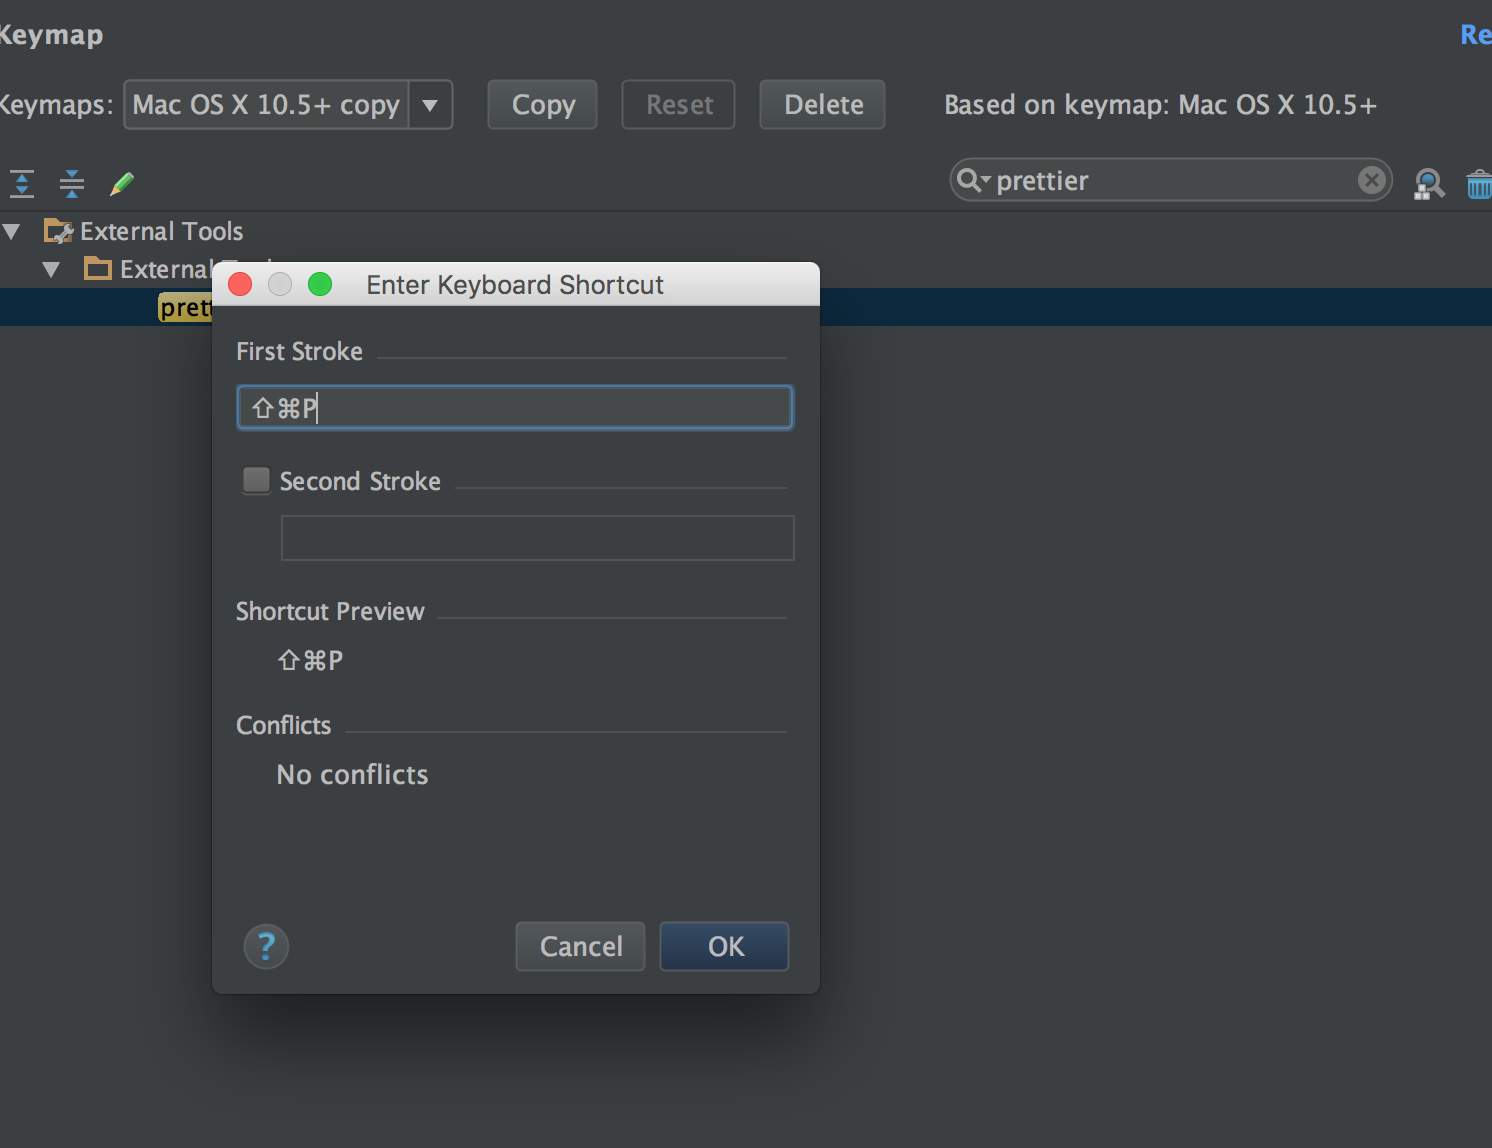 Keymap
Re
Keymaps: Mac OS X 10.5+ copy Copy Reset Delete Based on keymap: Mac OS X 10.5+
prettier
External Tools
External
Enter Keyboard Shortcut
First Stroke
⇧⌘P
Second Stroke
Shortcut Preview
⇧⌘P
Conflicts
No conflicts
? Cancel OK